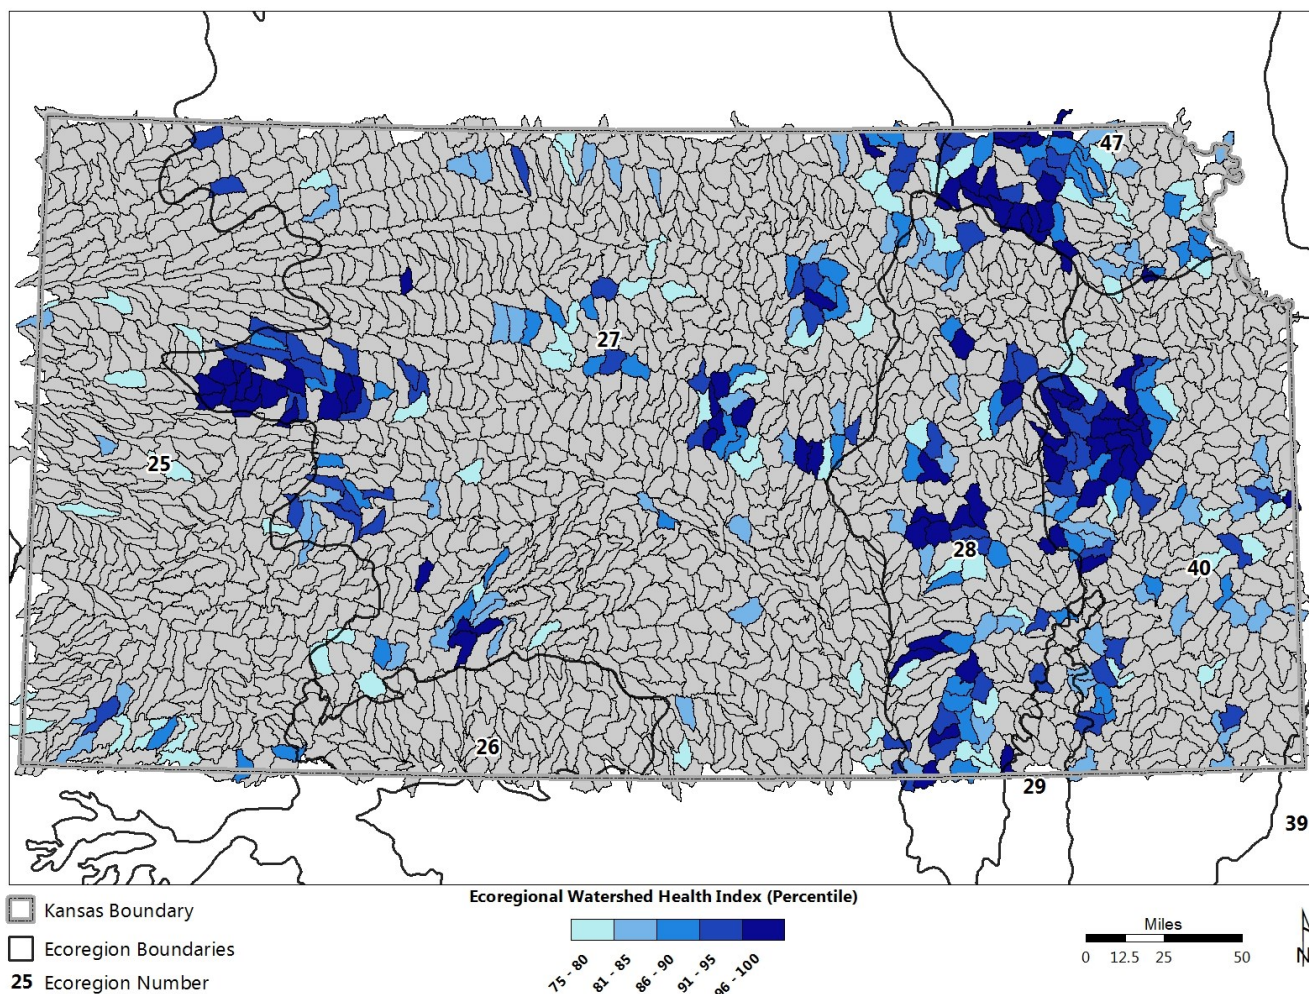 47
27
25
28
40
26
29
39
Ecoregional Watershed Health Index (Percentile)
75 - 80
81 - 85
86 - 90
91 - 95
96 - 100
Kansas Boundary
Ecoregion Boundaries
25 Ecoregion Number
Miles
0 12.5 25 50
N